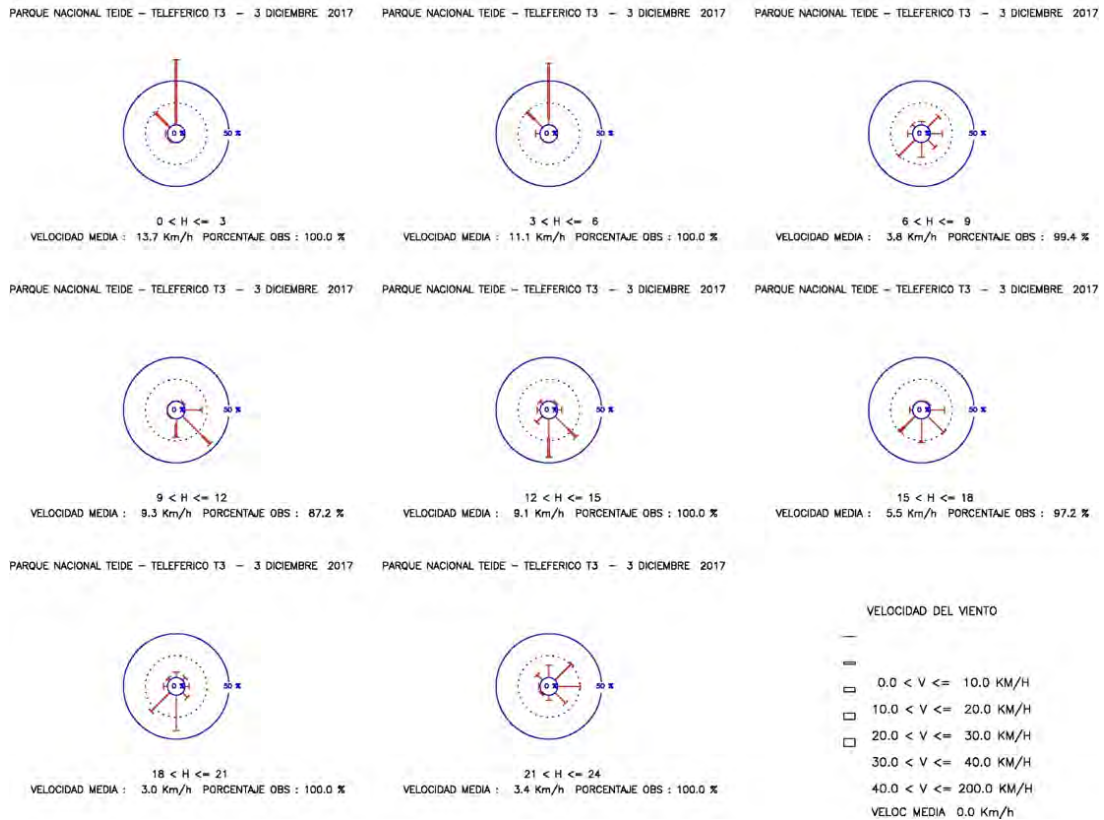 PARQUE NACIONAL TEIDE – TELEFERICO T3 – 3 DICIEMBRE 2017
0 %
50 %
0 < H <= 3
VELOCIDAD MEDIA : 13.7 Km/h PORCENTAJE OBS : 100.0 %
PARQUE NACIONAL TEIDE – TELEFERICO T3 – 3 DICIEMBRE 2017
0 %
50 %
3 < H <= 6
VELOCIDAD MEDIA : 11.1 Km/h PORCENTAJE OBS : 100.0 %
PARQUE NACIONAL TEIDE – TELEFERICO T3 – 3 DICIEMBRE 2017
0 %
50 %
6 < H <= 9
VELOCIDAD MEDIA : 3.8 Km/h PORCENTAJE OBS : 99.4 %
PARQUE NACIONAL TEIDE – TELEFERICO T3 – 3 DICIEMBRE 2017
0 %
50 %
9 < H <= 12
VELOCIDAD MEDIA : 9.3 Km/h PORCENTAJE OBS : 87.2 %
PARQUE NACIONAL TEIDE – TELEFERICO T3 – 3 DICIEMBRE 2017
0 %
50 %
12 < H <= 15
VELOCIDAD MEDIA : 9.1 Km/h PORCENTAJE OBS : 100.0 %
PARQUE NACIONAL TEIDE – TELEFERICO T3 – 3 DICIEMBRE 2017
0 %
50 %
15 < H <= 18
VELOCIDAD MEDIA : 5.5 Km/h PORCENTAJE OBS : 97.2 %
PARQUE NACIONAL TEIDE – TELEFERICO T3 – 3 DICIEMBRE 2017
0 %
50 %
18 < H <= 21
VELOCIDAD MEDIA : 3.0 Km/h PORCENTAJE OBS : 100.0 %
PARQUE NACIONAL TEIDE – TELEFERICO T3 – 3 DICIEMBRE 2017
0 %
50 %
21 < H <= 24
VELOCIDAD MEDIA : 3.4 Km/h PORCENTAJE OBS : 100.0 %
VELOCIDAD DEL VIENTO
0.0 < V <= 10.0 KM/H
10.0 < V <= 20.0 KM/H
20.0 < V <= 30.0 KM/H
30.0 < V <= 40.0 KM/H
40.0 < V <= 200.0 KM/H
VELOC MEDIA 0.0 Km/h